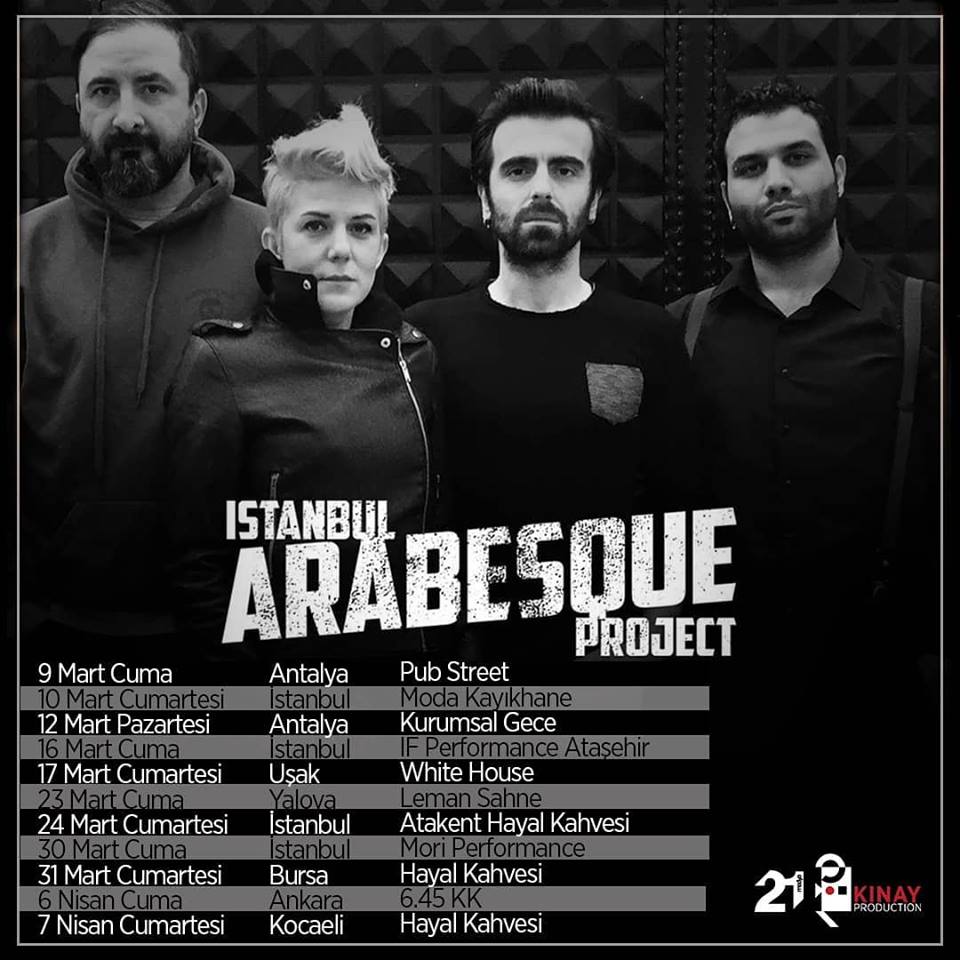 ISTANBUL
ARABESQUE
PROJECT
9 Mart Cuma Antalya Pub Street
10 Mart Cumartesi İstanbul Moda Kayıkhane
12 Mart Pazartesi Antalya Kurumsal Gece
16 Mart Cuma İstanbul IF Performance Ataşehir
17 Mart Cumartesi Uşak White House
23 Mart Cuma Yalova Leman Sahne
24 Mart Cumartesi İstanbul Atakent Hayal Kahvesi
30 Mart Cuma İstanbul Mori Performance
31 Mart Cumartesi Bursa Hayal Kahvesi
6 Nisan Cuma Ankara 6.45 KK
7 Nisan Cumartesi Kocaeli Hayal Kahvesi
21 medya
KINAY
PRODUCTION